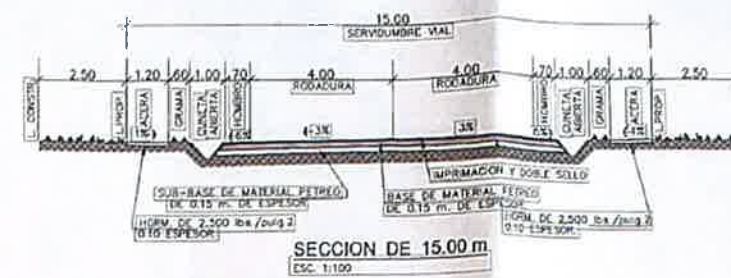 15.00
SERVIDUMBRE VIAL
2.50 1.20 .60 1.00 .70 4.00 4.00 .70 1.00 .60 1.20 2.50
L. CONSTR.
L. PROP.
ACERA
GRAMA
CUNETA ABIERTA
HOMBRO
RODADURA
RODADURA
HOMBRO
CUNETA ABIERTA
GRAMA
ACERA
L. PROP.
3%
IMPRIMACION Y DOBLE SELLO
SUB-BASE DE MATERIAL PETREO
DE 0.15 m. DE ESPESOR
BASE DE MATERIAL PETREO
DE 0.15 m. DE ESPESOR
HORM. DE 2,500 lbs/pulg 2
0.10 ESPESOR
HORM. DE 2,500 lbs/pulg 2
0.10 ESPESOR
SECCION DE 15.00 m
ESC. 1:100